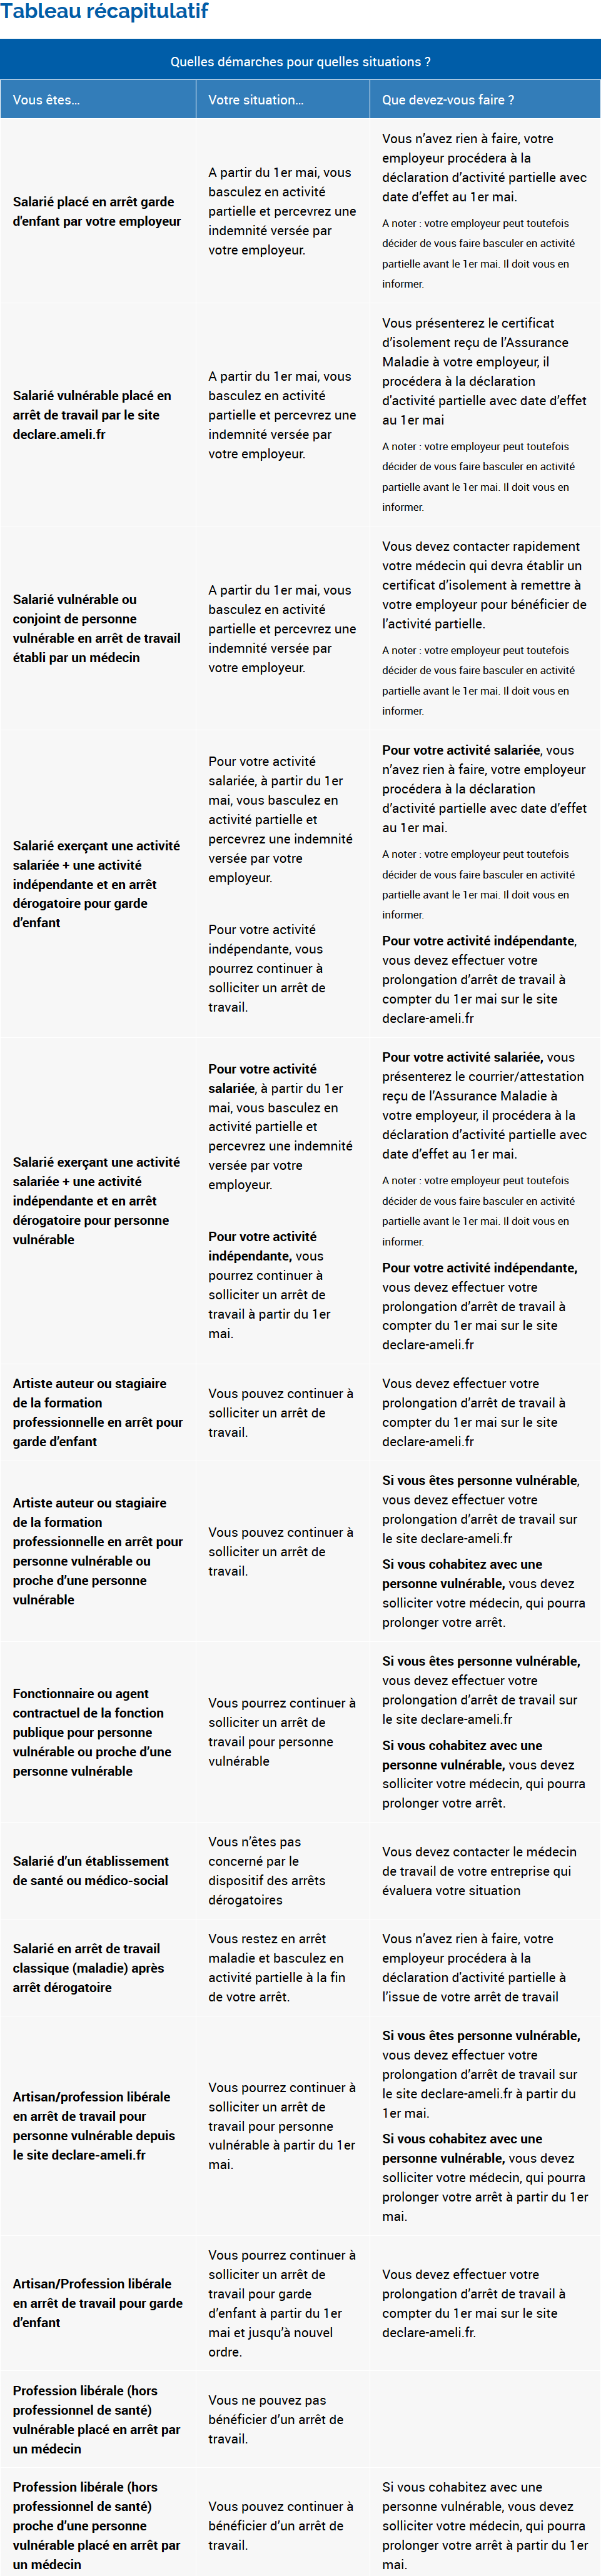 Tableau récapitulatif
Quelles démarches pour quelles situations ?
Vous êtes…
Votre situation…
Que devez-vous faire ?
Salarié placé en arrêt garde
d'enfant par votre employeur
A partir du 1er mai, vous
basculez en activité
partielle et percevrez une
indemnité versée par
votre employeur.
Vous n’avez rien à faire, votre
employeur procédera à la
déclaration d’activité partielle avec
date d’effet au 1er mai.
A noter : votre employeur peut toutefois
décider de vous faire basculer en activité
partielle avant le 1er mai. Il doit vous en
informer.
Salarié vulnérable placé en
arrêt de travail par le site
declare.ameli.fr
A partir du 1er mai, vous
basculez en activité
partielle et percevrez une
indemnité versée par
votre employeur.
Vous présenterez le certificat
d’isolement reçu de l’Assurance
Maladie à votre employeur, il
procédera à la déclaration
d’activité partielle avec date d’effet
au 1er mai
A noter : votre employeur peut toutefois
décider de vous faire basculer en activité
partielle avant le 1er mai. Il doit vous en
informer.
Salarié vulnérable ou
conjoint de personne
vulnérable en arrêt de travail
établi par un médecin
A partir du 1er mai, vous
basculez en activité
partielle et percevrez une
indemnité versée par
votre employeur.
Vous devez contacter rapidement
votre médecin qui devra établir un
certificat d’isolement à remettre à
votre employeur pour bénéficier de
l’activité partielle.
A noter : votre employeur peut toutefois
décider de vous faire basculer en activité
partielle avant le 1er mai. Il doit vous en
informer.
Salarié exerçant une activité
salariée + une activité
indépendante et en arrêt
dérogatoire pour garde
d’enfant
Pour votre activité
salariée, à partir du 1er
mai, vous basculez en
activité partielle et
percevrez une indemnité
versée par votre
employeur.
Pour votre activité
indépendante, vous
pourrez continuer à
solliciter un arrêt de
travail.
Pour votre activité salariée, vous
n’avez rien à faire, votre employeur
procédera à la déclaration
d’activité partielle avec date d’effet
au 1er mai.
A noter : votre employeur peut toutefois
décider de vous faire basculer en activité
partielle avant le 1er mai. Il doit vous en
informer.
Pour votre activité indépendante,
vous devez effectuer votre
prolongation d’arrêt de travail à
compter du 1er mai sur le site
declare-ameli.fr
Salarié exerçant une activité
salariée + une activité
indépendante et en arrêt
dérogatoire pour personne
vulnérable
Pour votre activité
salariée, à partir du 1er
mai, vous basculez en
activité partielle et
percevrez une indemnité
versée par votre
employeur.
Pour votre activité
indépendante, vous
pourrez continuer à
solliciter un arrêt de
travail à partir du 1er
mai.
Pour votre activité salariée, vous
présenterez le courrier/attestation
reçu de l’Assurance Maladie à
votre employeur, il procédera à la
déclaration d’activité partielle avec
date d’effet au 1er mai.
A noter : votre employeur peut toutefois
décider de vous faire basculer en activité
partielle avant le 1er mai. Il doit vous en
informer.
Pour votre activité indépendante,
vous devez effectuer votre
prolongation d’arrêt de travail à
compter du 1er mai sur le site
declare-ameli.fr
Artiste auteur ou stagiaire
de la formation
professionnelle en arrêt pour
garde d’enfant
Vous pouvez continuer à
solliciter un arrêt de
travail.
Vous devez effectuer votre
prolongation d’arrêt de travail à
compter du 1er mai sur le site
declare-ameli.fr
Artiste auteur ou stagiaire
de la formation
professionnelle en arrêt pour
personne vulnérable ou
proche d’une personne
vulnérable
Vous pouvez continuer à
solliciter un arrêt de
travail.
Si vous êtes personne vulnérable,
vous devez effectuer votre
prolongation d’arrêt de travail sur
le site declare-ameli.fr
Si vous cohabitez avec une
personne vulnérable, vous devez
solliciter votre médecin, qui pourra
prolonger votre arrêt.
Fonctionnaire ou agent
contractuel de la fonction
publique pour personne
vulnérable ou proche d’une
personne vulnérable
Vous pourrez continuer à
solliciter un arrêt de
travail pour personne
vulnérable
Si vous êtes personne vulnérable,
vous devez effectuer votre
prolongation d’arrêt de travail sur
le site declare-ameli.fr
Si vous cohabitez avec une
personne vulnérable, vous devez
solliciter votre médecin, qui pourra
prolonger votre arrêt.
Salarié d’un établissement
de santé ou médico-social
Vous n’êtes pas
concerné par le
dispositif des arrêts
dérogatoires
Vous devez contacter le médecin
de travail de votre entreprise qui
évaluera votre situation
Salarié en arrêt de travail
classique (maladie) après
arrêt dérogatoire
Vous restez en arrêt
maladie et basculez en
activité partielle à la fin
de votre arrêt.
Vous n’avez rien à faire, votre
employeur procédera à la
déclaration d'activité partielle à
l’issue de votre arrêt de travail
Artisan/profession libérale
en arrêt de travail pour
personne vulnérable depuis
le site declare-ameli.fr
Vous pourrez continuer à
solliciter un arrêt de
travail pour personne
vulnérable à partir du 1er
mai.
Si vous êtes personne vulnérable,
vous devez effectuer votre
prolongation d’arrêt de travail sur
le site declare-ameli.fr à partir du
1er mai.
Si vous cohabitez avec une
personne vulnérable, vous devez
solliciter votre médecin, qui pourra
prolonger votre arrêt à partir du 1er
mai.
Artisan/Profession libérale
en arrêt de travail pour garde
d’enfant
Vous pourrez continuer à
solliciter un arrêt de
travail pour garde
d’enfant à partir du 1er
mai et jusqu’à nouvel
ordre.
Vous devez effectuer votre
prolongation d’arrêt de travail à
compter du 1er mai sur le site
declare-ameli.fr.
Profession libérale (hors
professionnel de santé)
vulnérable placé en arrêt par
un médecin
Vous ne pouvez pas
bénéficier d’un arrêt de
travail.
Profession libérale (hors
professionnel de santé)
proche d’une personne
vulnérable placé en arrêt par
un médecin
Vous pouvez continuer à
bénéficier d’un arrêt de
travail.
Si vous cohabitez avec une
personne vulnérable, vous devez
solliciter votre médecin, qui pourra
prolonger votre arrêt à partir du 1er
mai.